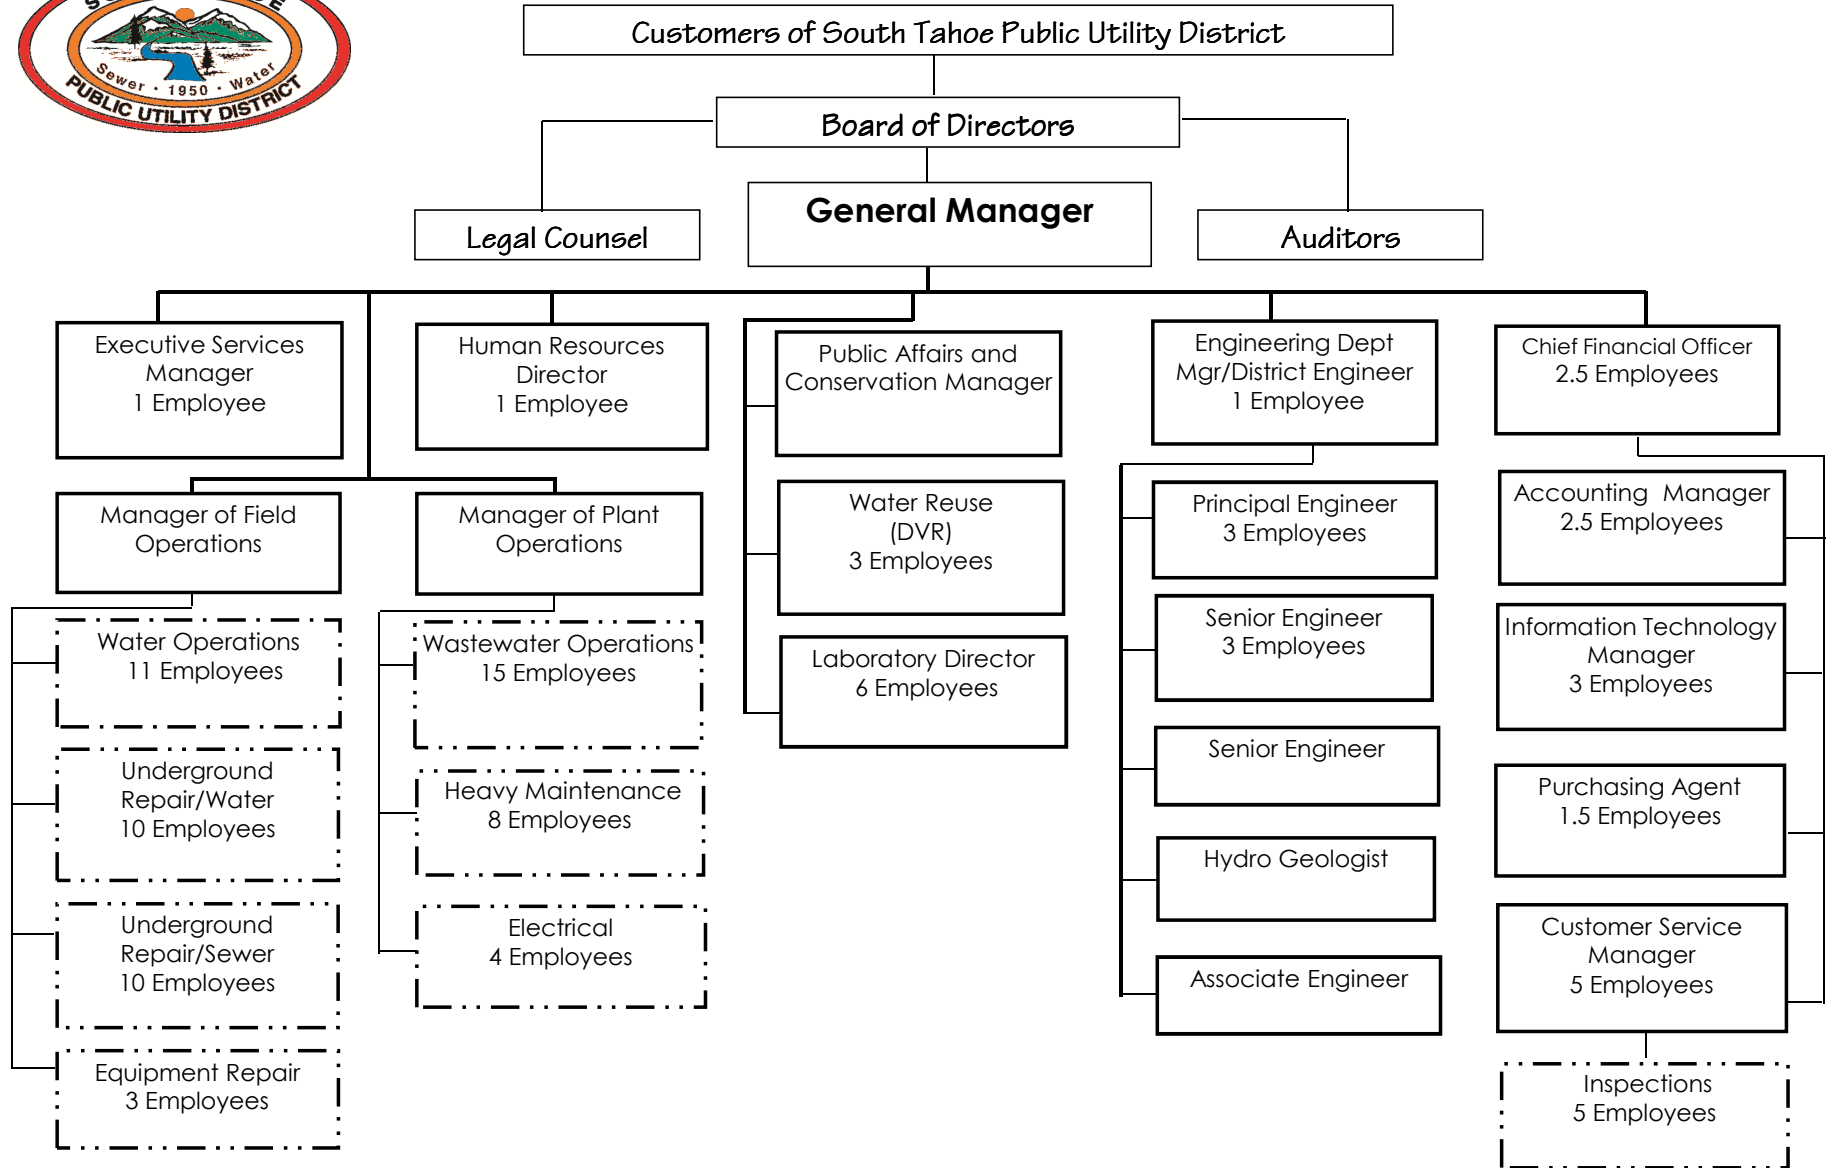 Sewer · 1950 · Water
PUBLIC UTILITY DISTRICT
Customers of South Tahoe Public Utility District
Board of Directors
General Manager
Legal Counsel
Auditors
Executive Services
Manager
1 Employee
Human Resources
Director
1 Employee
Public Affairs and
Conservation Manager
Engineering Dept
Mgr/District Engineer
1 Employee
Chief Financial Officer
2.5 Employees
Manager of Field
Operations
Manager of Plant
Operations
Water Reuse
(DVR)
3 Employees
Principal Engineer
3 Employees
Accounting Manager
2.5 Employees
Water Operations
11 Employees
Wastewater Operations
15 Employees
Laboratory Director
6 Employees
Senior Engineer
3 Employees
Information Technology
Manager
3 Employees
Underground
Repair/Water
10 Employees
Heavy Maintenance
8 Employees
Senior Engineer
Purchasing Agent
1.5 Employees
Underground
Repair/Sewer
10 Employees
Electrical
4 Employees
Hydro Geologist
Customer Service
Manager
5 Employees
Equipment Repair
3 Employees
Associate Engineer
Inspections
5 Employees